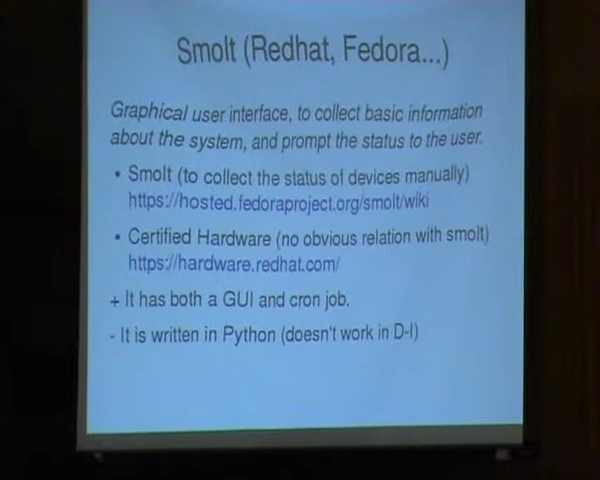 Smolt (Redhat, Fedora...)
Graphical user interface, to collect basic information
about the system, and prompt the status to the user.
• Smolt (to collect the status of devices manually)
https://hosted.fedoraproject.org/smolt/wiki
• Certified Hardware (no obvious relation with smolt)
https://hardware.redhat.com/
+ It has both a GUI and cron job.
- It is written in Python (doesn't work in D-I)